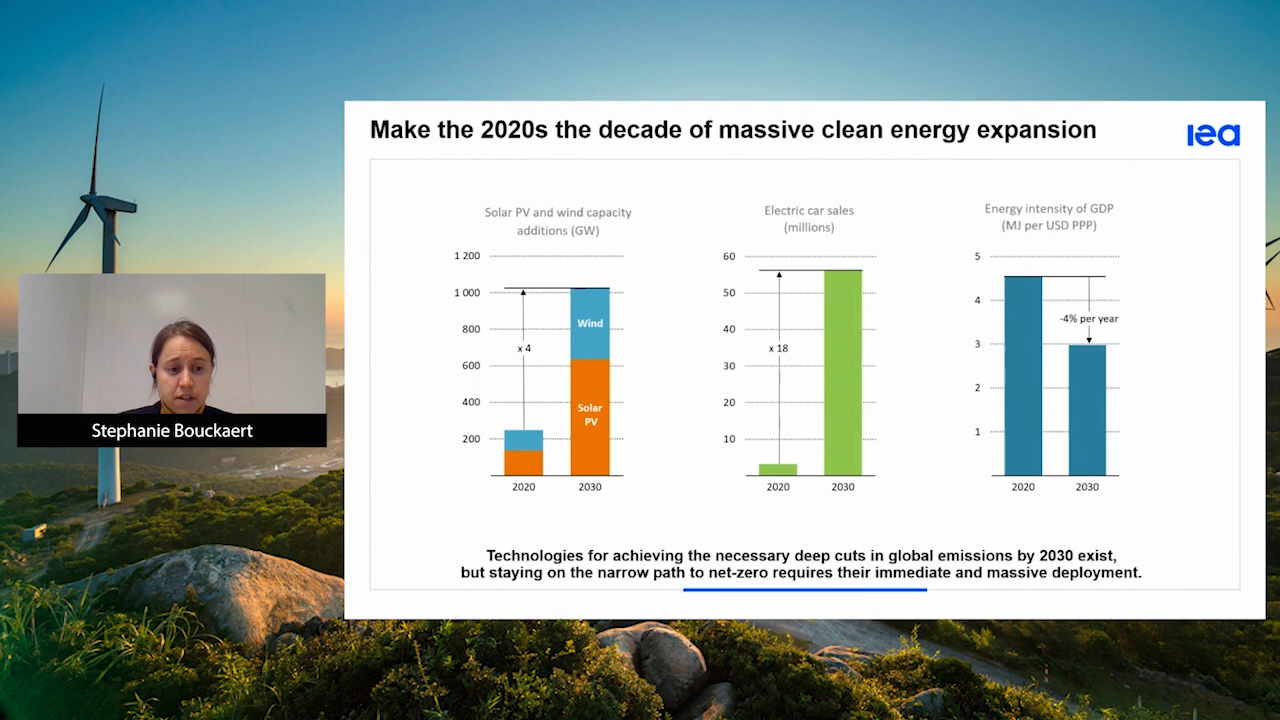 Make the 2020s the decade of massive clean energy expansion
iea
Solar PV and wind capacity
additions (GW)
1 200
1 000
800
600
400
200
x 4
Wind
Solar
PV
2020
2030
Electric car sales
(millions)
60
50
40
30
20
10
x 18
2020
2030
Energy intensity of GDP
(MJ per USD PPP)
5
4
3
2
1
-4% per year
2020
2030
Stephanie Bouckaert
Technologies for achieving the necessary deep cuts in global emissions by 2030 exist,
but staying on the narrow path to net-zero requires their immediate and massive deployment.